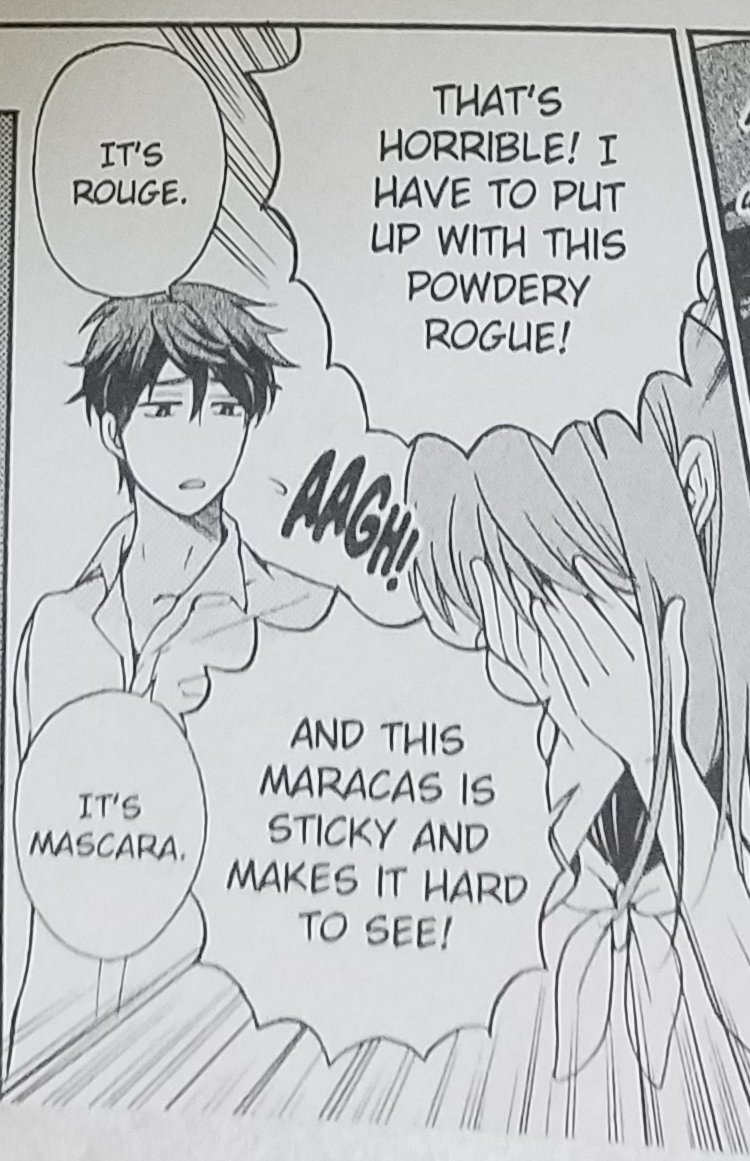 THAT'S
HORRIBLE! I
HAVE TO PUT
UP WITH THIS
POWDERY
ROGUE!
IT'S
ROUGE.
AAGH!
AND THIS
MARACAS IS
STICKY AND
MAKES IT HARD
TO SEE!
IT'S
MASCARA.